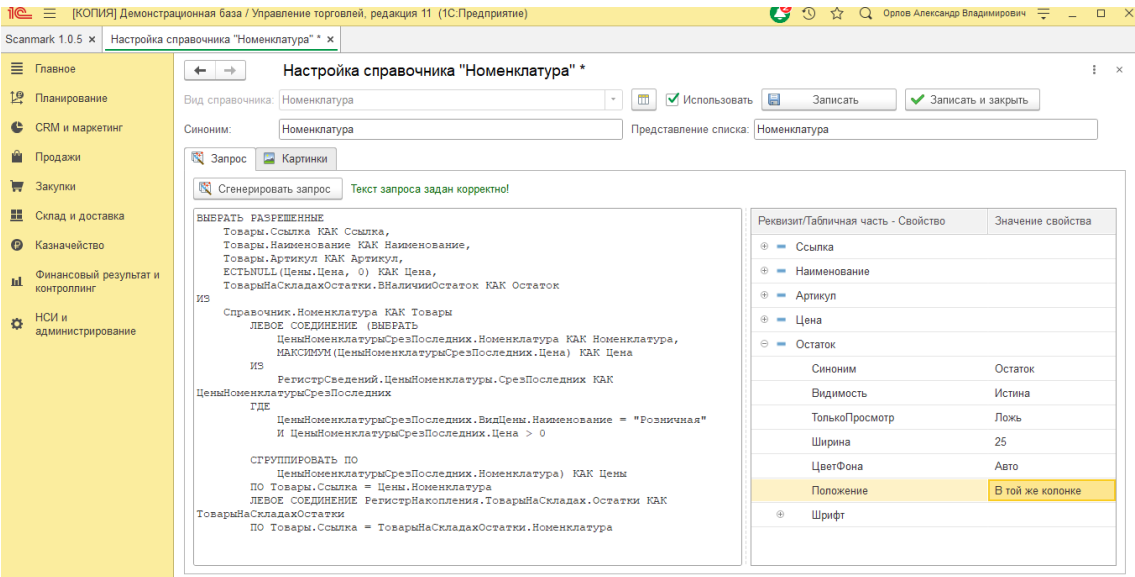 [КОПИЯ] Демонстрационная база / Управление торговлей, редакция 11 (1С:Предприятие)
Орлов Александр Владимирович
Scanmark 1.0.5 × Настройка справочника "Номенклатура" * ×
Главное
Планирование
CRM и маркетинг
Продажи
Закупки
Склад и доставка
Казначейство
Финансовый результат и
контроллинг
НСИ и
администрирование
Настройка справочника "Номенклатура" *
Вид справочника: Номенклатура Использовать Записать Записать и закрыть
Синоним: Номенклатура Представление списка: Номенклатура
Запрос Картинки
Сгенерировать запрос Текст запроса задан корректно!
ВЫБРАТЬ РАЗРЕШЕННЫЕ
Товары.Ссылка КАК Ссылка,
Товары.Наименование КАК Наименование,
Товары.Артикул КАК Артикул,
ЕСТЬNULL(Цены.Цена, 0) КАК Цена,
ТоварыНаСкладахОстатки.ВНаличииОстаток КАК Остаток
ИЗ
Справочник.Номенклатура КАК Товары
ЛЕВОЕ СОЕДИНЕНИЕ (ВЫБРАТЬ
ЦеныНоменклатурыСрезПоследних.Номенклатура КАК Номенклатура,
МАКСИМУМ(ЦеныНоменклатурыСрезПоследних.Цена) КАК Цена
ИЗ
РегистрСведений.ЦеныНоменклатуры.СрезПоследних КАК
ЦеныНоменклатурыСрезПоследних
ГДЕ
ЦеныНоменклатурыСрезПоследних.ВидЦены.Наименование = "Розничная"
И ЦеныНоменклатурыСрезПоследних.Цена > 0
СГРУППИРОВАТЬ ПО
ЦеныНоменклатурыСрезПоследних.Номенклатура) КАК Цены
ПО Товары.Ссылка = Цены.Номенклатура
ЛЕВОЕ СОЕДИНЕНИЕ РегистрНакопления.ТоварыНаСкладах.Остатки КАК
ТоварыНаСкладахОстатки
ПО Товары.Ссылка = ТоварыНаСкладахОстатки.Номенклатура
Реквизит/Табличная часть - Свойство Значение свойства
Ссылка
Наименование
Артикул
Цена
Остаток
Синоним Остаток
Видимость Истина
ТолькоПросмотр Ложь
Ширина 25
ЦветФона Авто
Положение В той же колонке
Шрифт